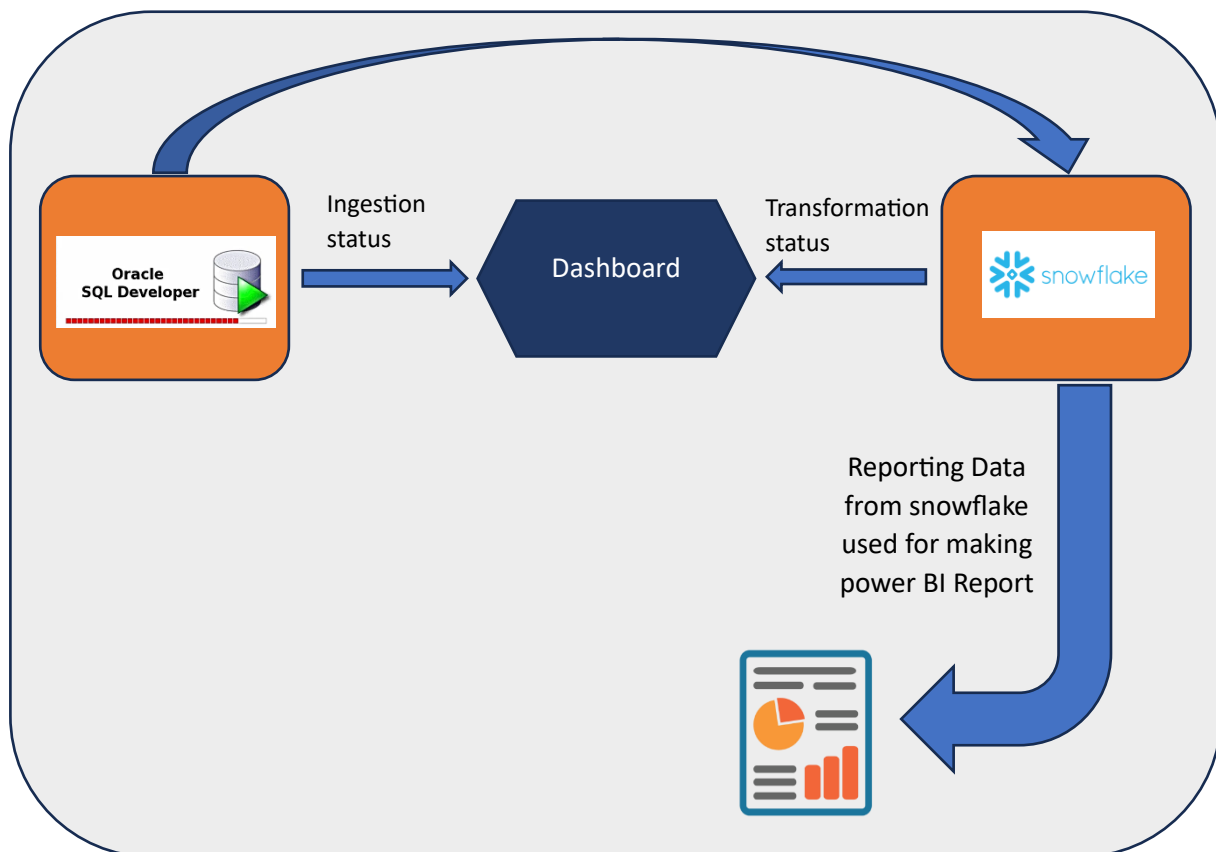 Oracle
SQL Developer
Ingestion
status
Dashboard
Transformation
status
snowflake
Reporting Data
from snowflake
used for making
power BI Report